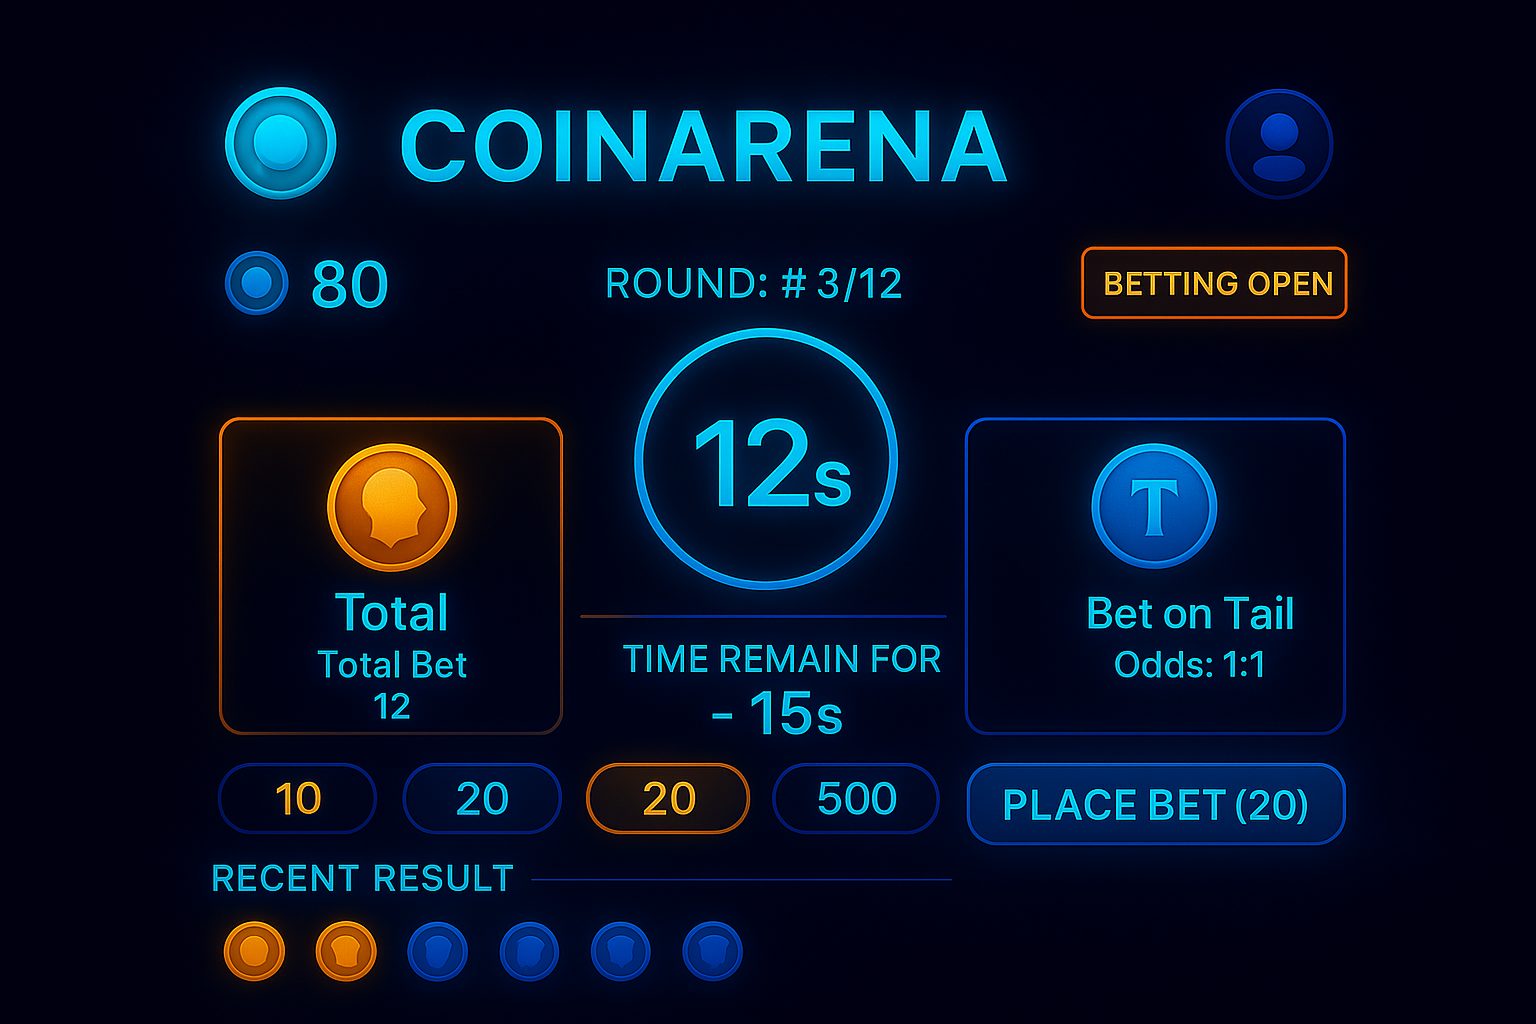 COINARENA
80
ROUND: # 3/12
BETTING OPEN
12s
Total
Total Bet
12
TIME REMAIN FOR
- 15s
T
Bet on Tail
Odds: 1:1
10
20
20
500
PLACE BET (20)
RECENT RESULT